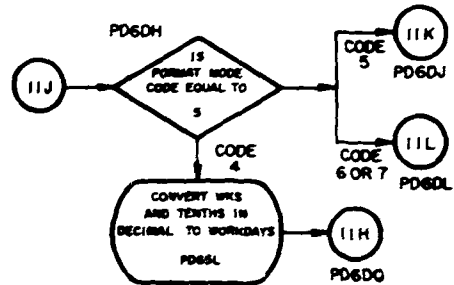 PD6DH
11J
IS
FORMAT MODE
CODE EQUAL TO
5
CODE
5
11K
PD6DJ
CODE
6 OR 7
11L
PD6DL
CODE
4
CONVERT WKS
AND TENTHS IN
DECIMAL TO WORKDAYS
PD65L
11H
PD6DQ